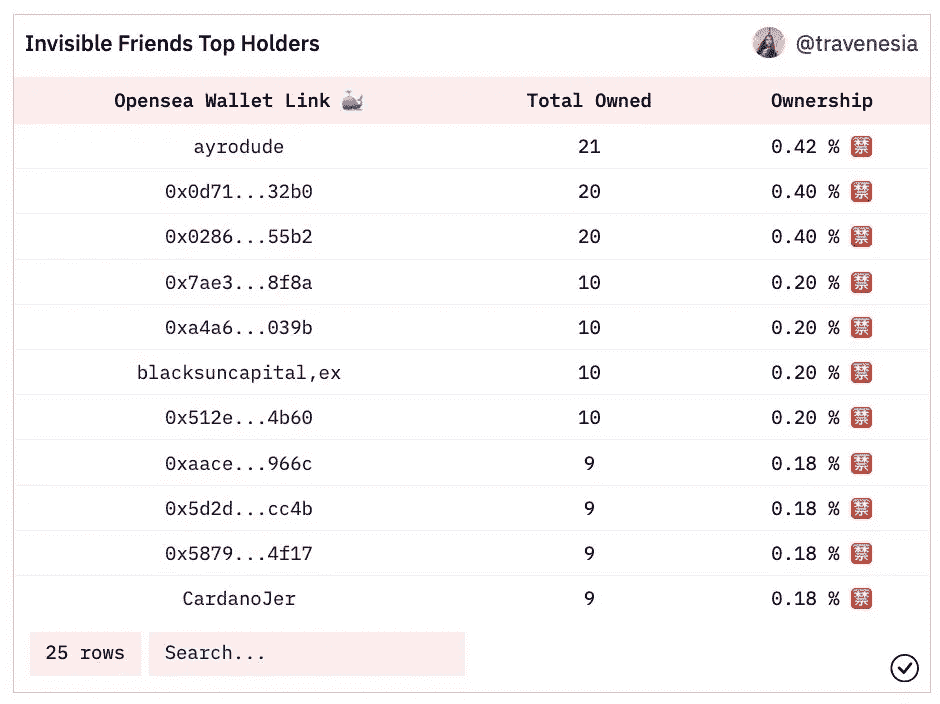 Invisible Friends Top Holders @travenesia
Opensea Wallet Link 🐳 Total Owned Ownership
ayrodude 21 0.42 % 🈲
0x0d71...32b0 20 0.40 % 🈲
0x0286...55b2 20 0.40 % 🈲
0x7ae3...8f8a 10 0.20 % 🈲
0xa4a6...039b 10 0.20 % 🈲
blacksuncapital,ex 10 0.20 % 🈲
0x512e...4b60 10 0.20 % 🈲
0xaace...966c 9 0.18 % 🈲
0x5d2d...cc4b 9 0.18 % 🈲
0x5879...4f17 9 0.18 % 🈲
CardanoJer 9 0.18 % 🈲
25 rows Search...